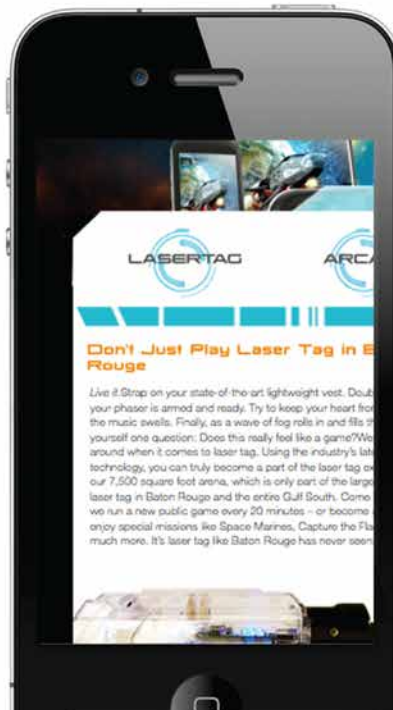 LASERTAG ARCA
Don't Just Play Laser Tag in B
Rouge
Live it.Strap on your state-of-the-art lightweight vest. Doub
your phaser is armed and ready. Try to keep your heart from
the music swells. Finally, as a wave of fog rolls in and fills th
yourself one question: Does this really feel like a game?We
around when it comes to laser tag. Using the industry's late
technology, you can truly become a part of the laser tag ex
our 7,500 square foot arena, which is only part of the large
laser tag in Baton Rouge and the entire Gulf South. Come
we run a new public game every 20 minutes – or become
enjoy special missions like Space Marines, Capture the Fla
much more. It's laser tag like Baton Rouge has never seen